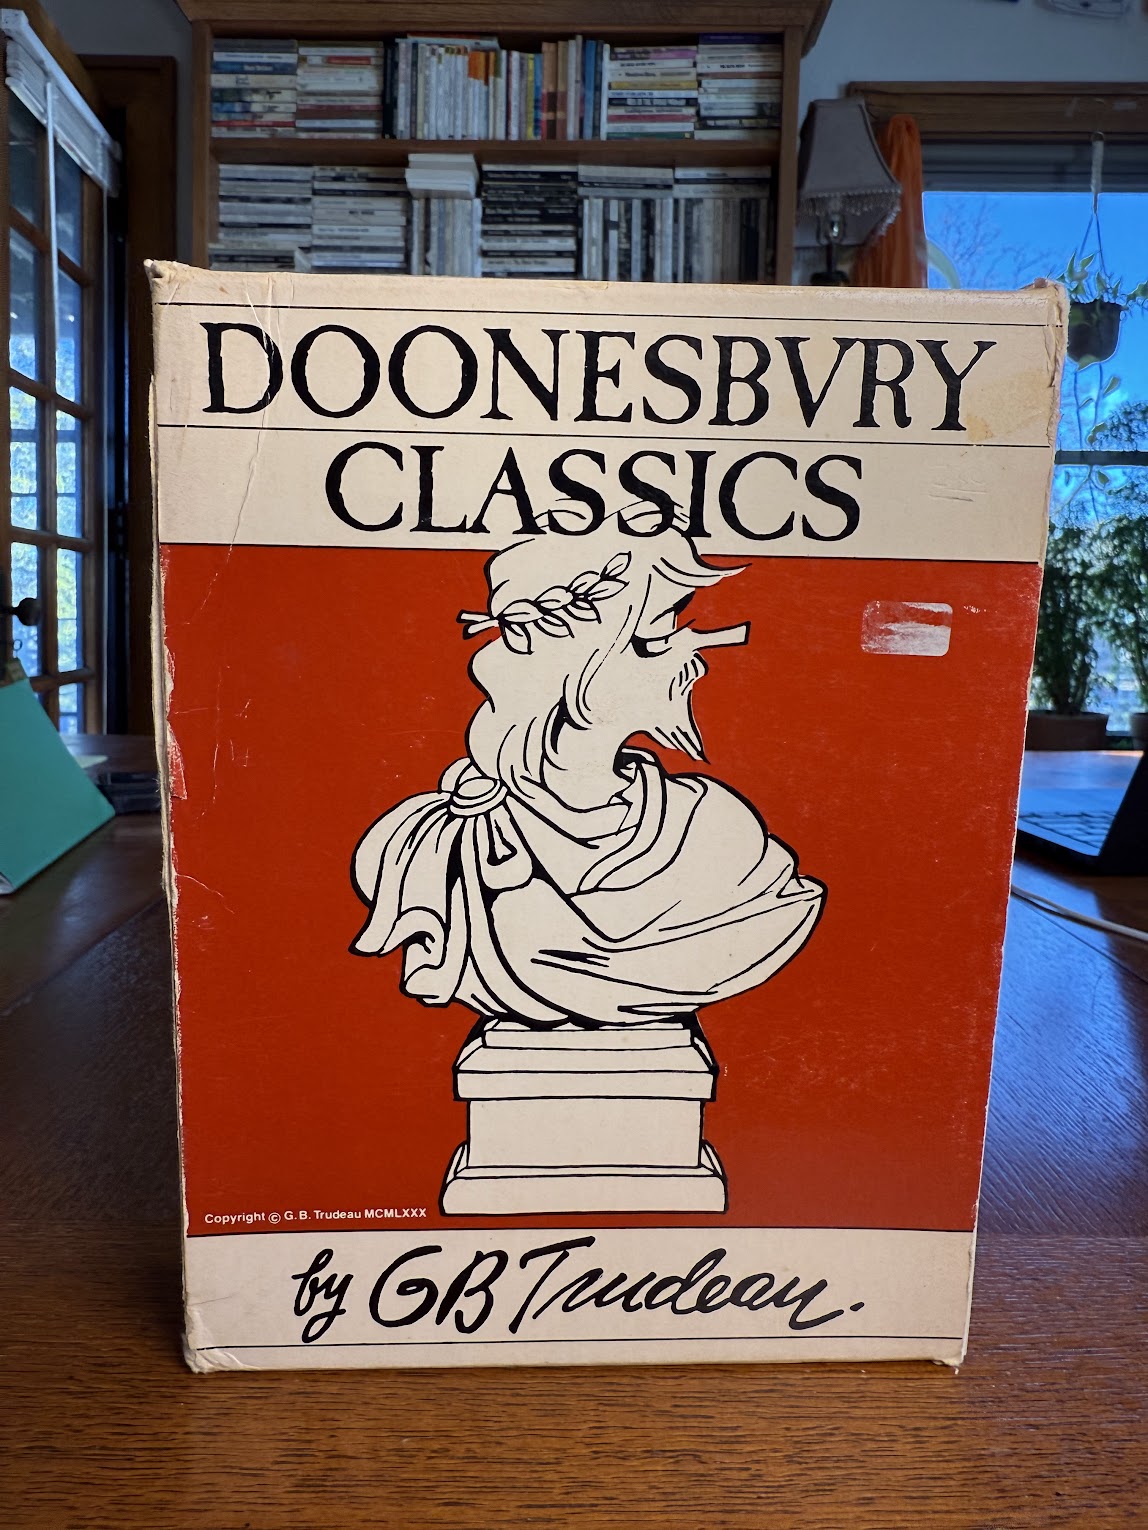 DOONESBVRY
CLASSICS
Copyright © G.B. Trudeau MCMLXXX
by GB Trudeau.